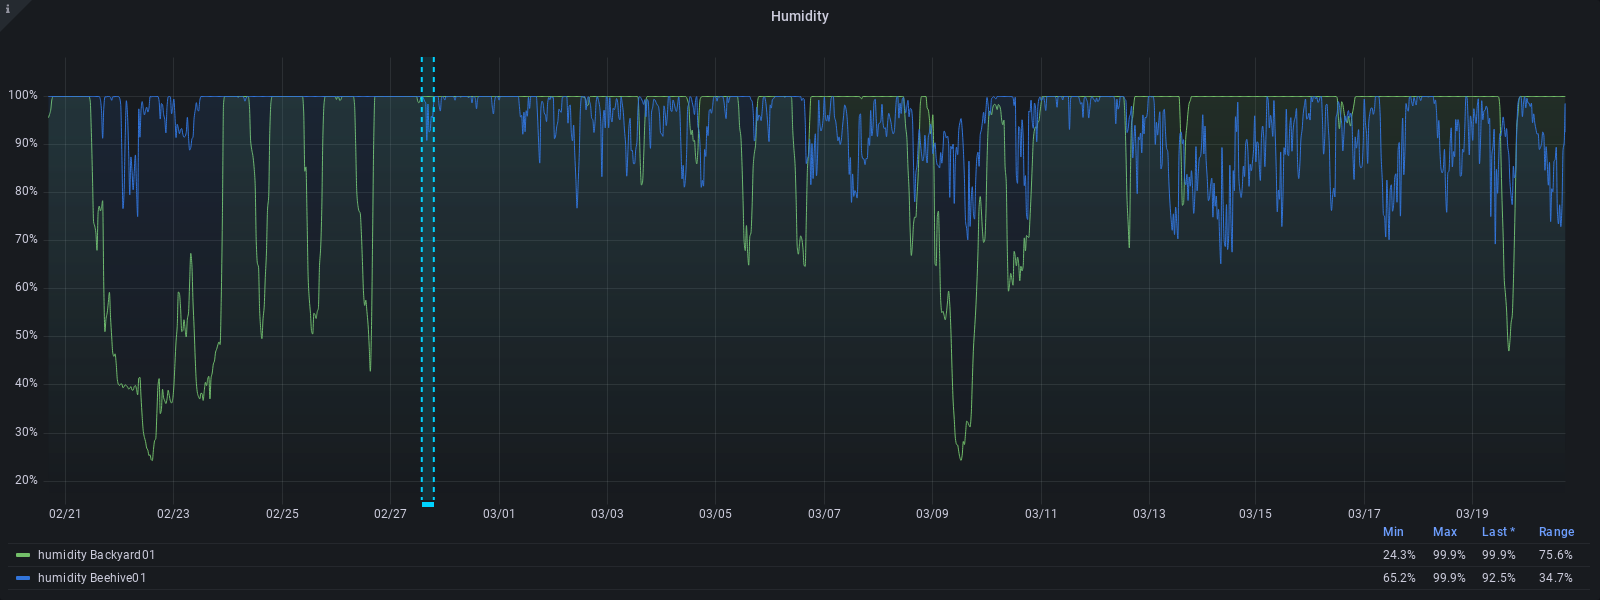 i
Humidity
100%
90%
80%
70%
60%
50%
40%
30%
20%
02/21 02/23 02/25 02/27 03/01 03/03 03/05 03/07 03/09 03/11 03/13 03/15 03/17 03/19
Min Max Last * Range
humidity Backyard01 24.3% 99.9% 99.9% 75.6%
humidity Beehive01 65.2% 99.9% 92.5% 34.7%